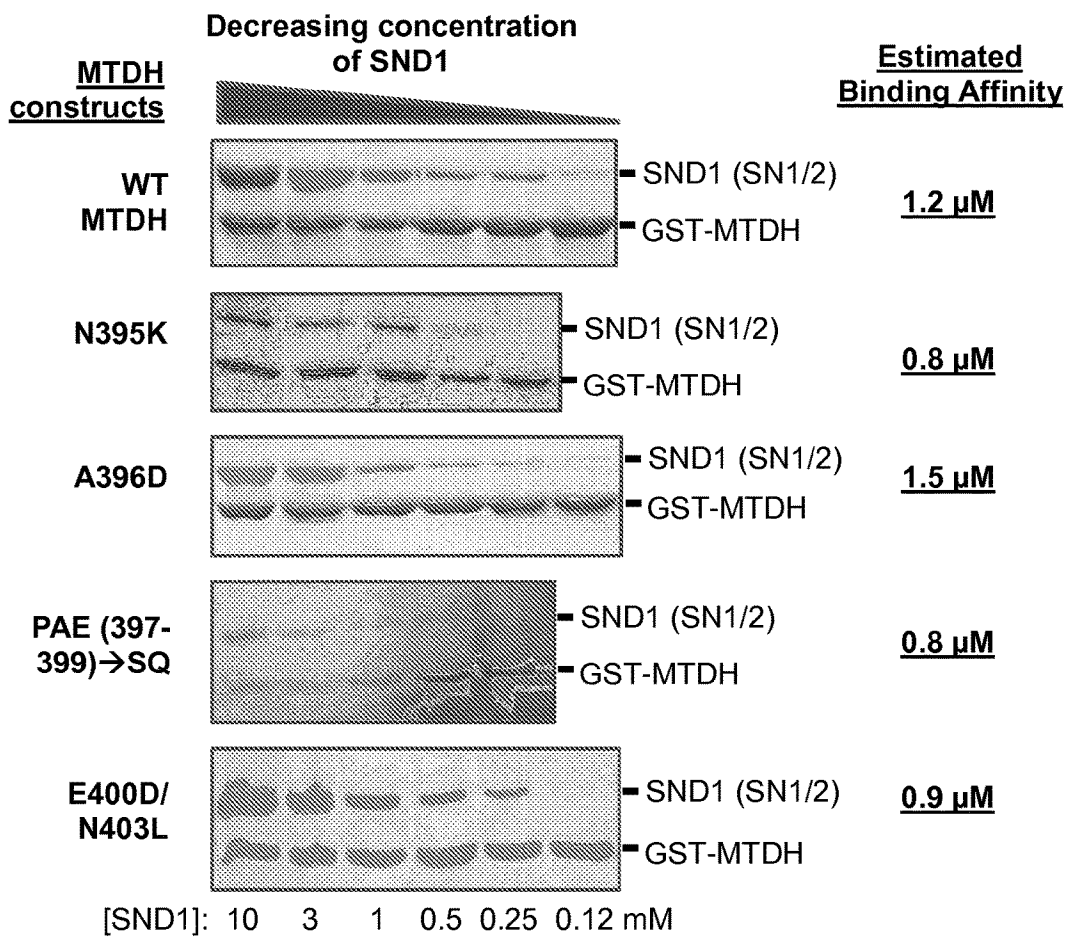 Decreasing concentration
of SND1
MTDH
constructs
Estimated
Binding Affinity
WT
MTDH
SND1 (SN1/2)
GST-MTDH
1.2 µM
N395K
SND1 (SN1/2)
GST-MTDH
0.8 µM
A396D
SND1 (SN1/2)
GST-MTDH
1.5 µM
PAE (397-
399)→SQ
SND1 (SN1/2)
GST-MTDH
0.8 µM
E400D/
N403L
SND1 (SN1/2)
GST-MTDH
0.9 µM
[SND1]: 10 3 1 0.5 0.25 0.12 mM